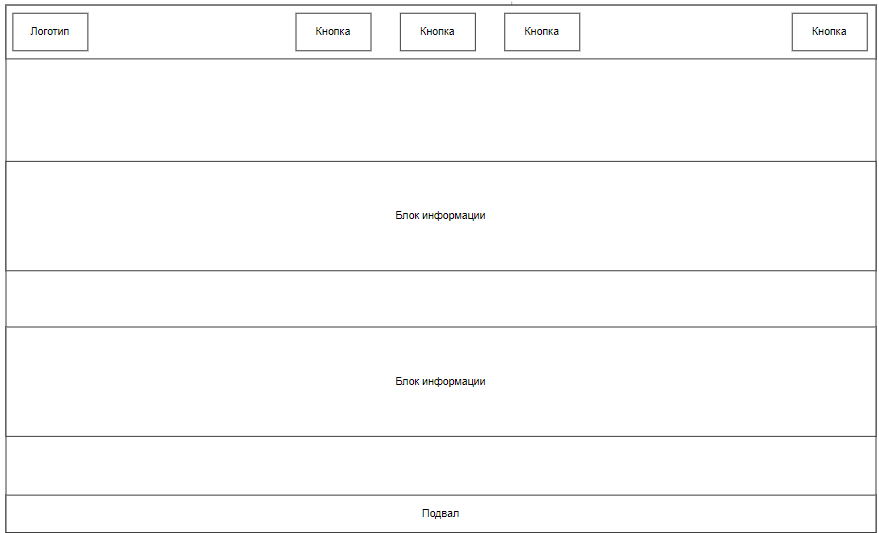 Логотип
Кнопка
Кнопка
Кнопка
Кнопка
Блок информации
Блок информации
Подвал